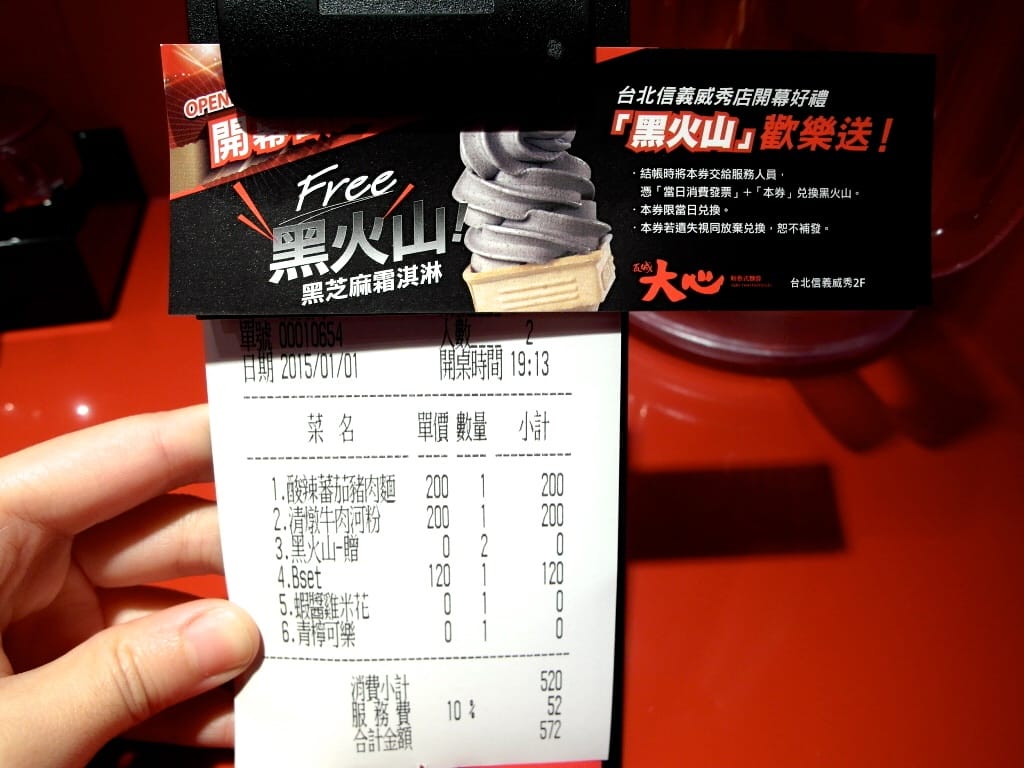 OPEN
開幕
Free
黑火山!
黑芝麻霜淇淋
台北信義威秀店開幕好禮
「黑火山」歡樂送！
·結帳時將本券交給服務人員，
憑「當日消費發票」+「本券」兌換黑火山。
·本券限當日兌換。
·本券若遺失視同放棄兌換，恕不補發。
瓦城 大心 台北信義威秀2F
單號 00010654 人數 2
日期 2015/01/01 開桌時間 19:13
菜 名 單價 數量 小計
1.酸辣蕃茄豬肉麵 200 1 200
2.清燉牛肉河粉 200 1 200
3.黑火山-贈 0 2 0
4.Bset 120 1 120
5.蝦醬雞米花 0 1 0
6.青檸可樂 0 1 0
消費小計 520
服 務 費 10 % 52
合計金額 572